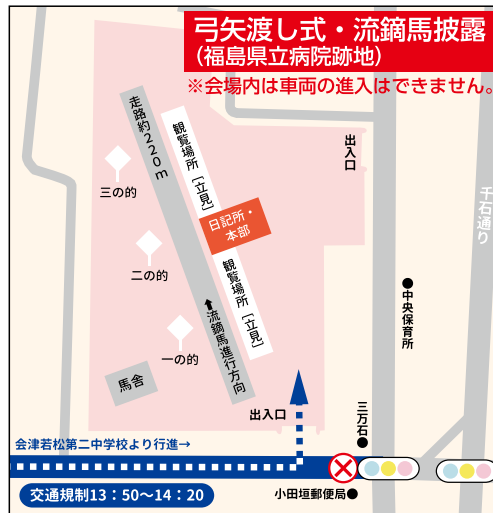 弓矢渡し式・流鏑馬披露
(福島県立病院跡地)
※会場内は車両の進入はできません。
走路約220m
観覧場所［立見］
出入口
三の的
千石通り
日記所・
本部
二の的
観覧場所［立見］
●中央保育所
⬆流鏑馬進行方向
一の的
馬舎
出入口
三万石●
会津若松第二中学校より行進→
交通規制13：50〜14：20
小田垣郵便局●